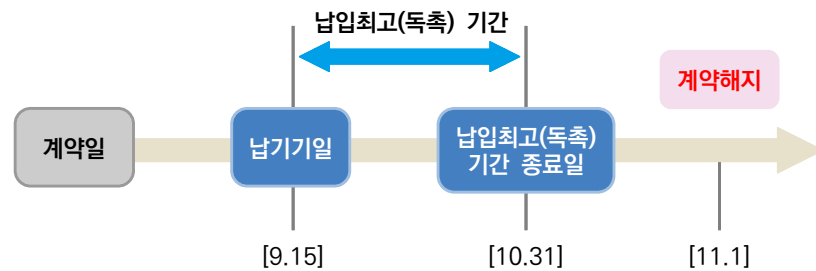 납입최고(독촉) 기간
계약해지
계약일
납기기일
납입최고(독촉)
기간 종료일
[9.15]
[10.31]
[11.1]